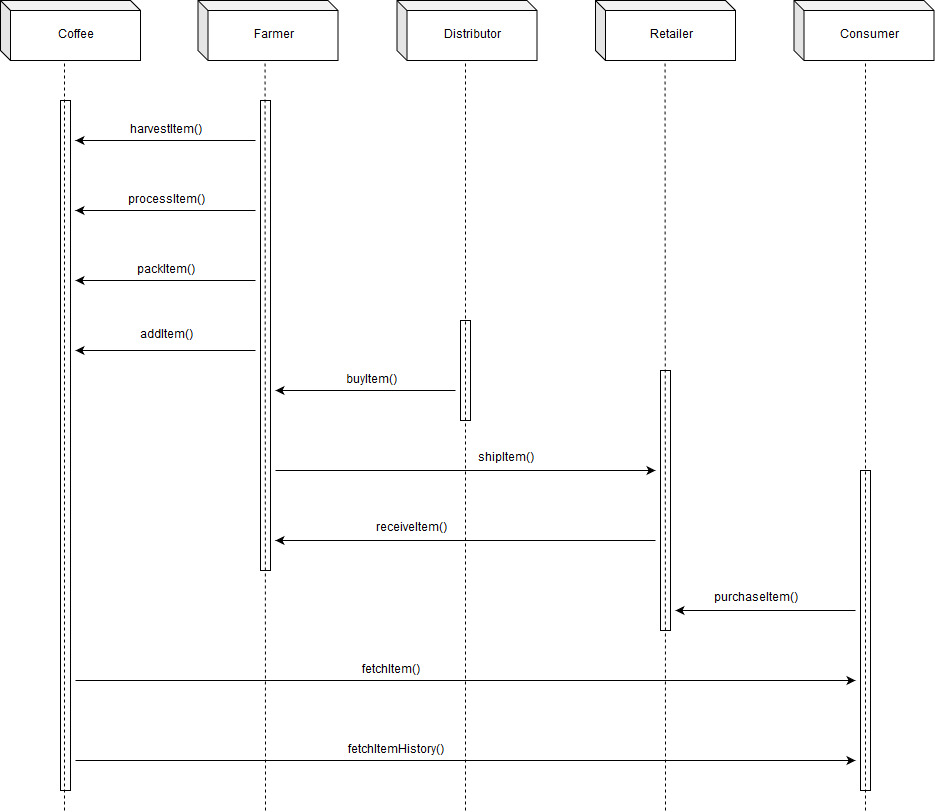 Coffee
Farmer
Distributor
Retailer
Consumer
harvestItem()
processItem()
packItem()
addItem()
buyItem()
shipItem()
receiveItem()
purchaseItem()
fetchItem()
fetchItemHistory()